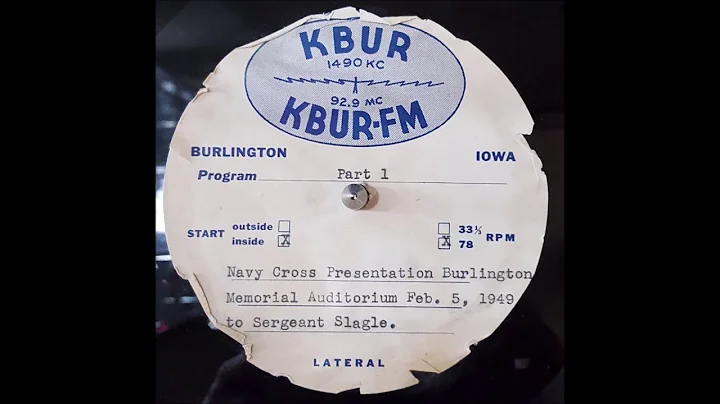 KBUR
1490 KC
92.9 MC
KBUR-FM
BURLINGTON IOWA
Program Part 1
START outside 33⅓
inside X X 78 RPM
Navy Cross Presentation Burlington
Memorial Auditorium Feb. 5, 1949
to Sergeant Slagle.
LATERAL